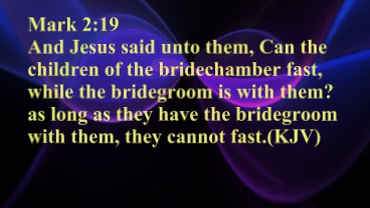 Mark 2:19
And Jesus said unto them, Can the
children of the bridechamber fast,
while the bridegroom is with them?
as long as they have the bridegroom
with them, they cannot fast.(KJV)